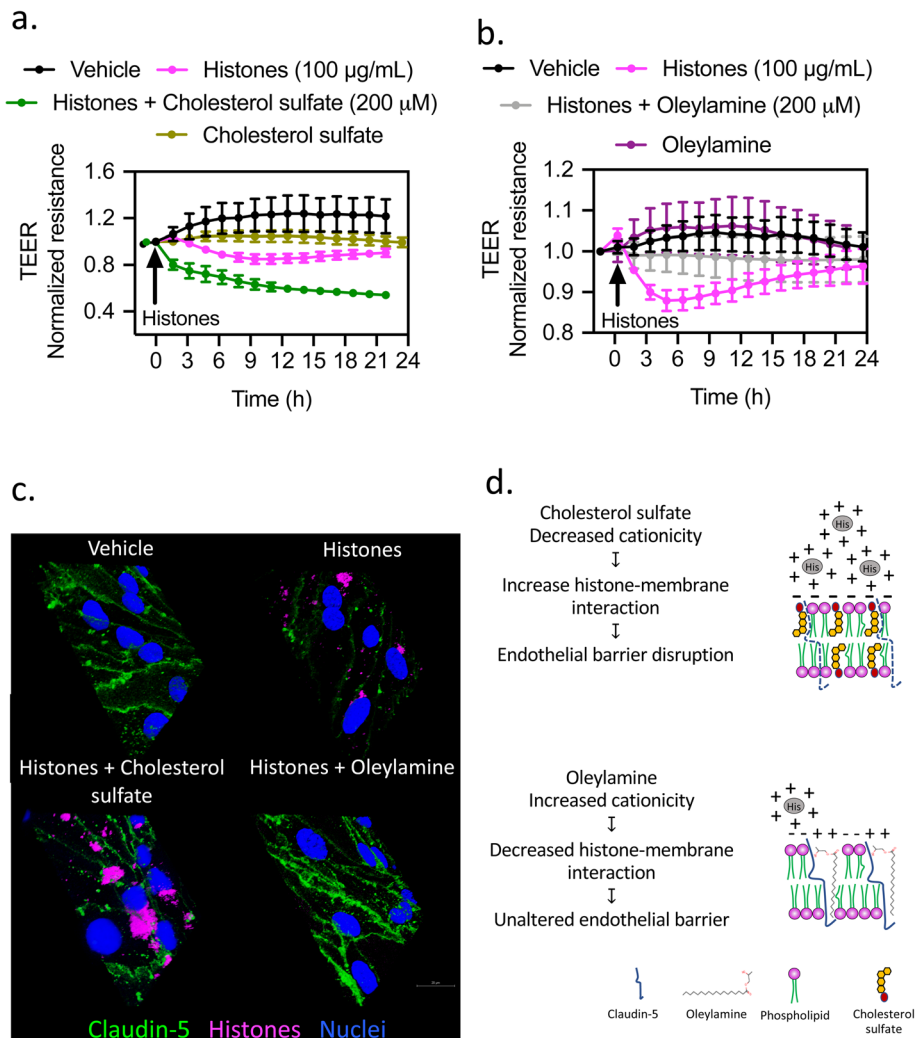 a.
Vehicle
Histones (100 µg/mL)
Histones + Cholesterol sulfate (200 µM)
Cholesterol sulfate
TEER
Normalized resistance
1.6
1.2
0.8
0.4
Histones
0 3 6 9 12 15 18 21 24
Time (h)
b.
Vehicle
Histones (100 µg/mL)
Histones + Oleylamine (200 µM)
Oleylamine
TEER
Normalized resistance
1.2
1.1
1.0
0.9
0.8
Histones
0 3 6 9 12 15 18 21 24
Time (h)
c.
Vehicle
Histones
Histones + Cholesterol
sulfate
Histones + Oleylamine
Claudin-5 Histones Nuclei
d.
Cholesterol sulfate
Decreased cationicity
↧
Increase histone-membrane
interaction
↧
Endothelial barrier disruption
His
His
His
Oleylamine
Increased cationicity
↧
Decreased histone-membrane
interaction
↧
Unaltered endothelial barrier
His
Claudin-5
Oleylamine
Phospholipid
Cholesterol
sulfate